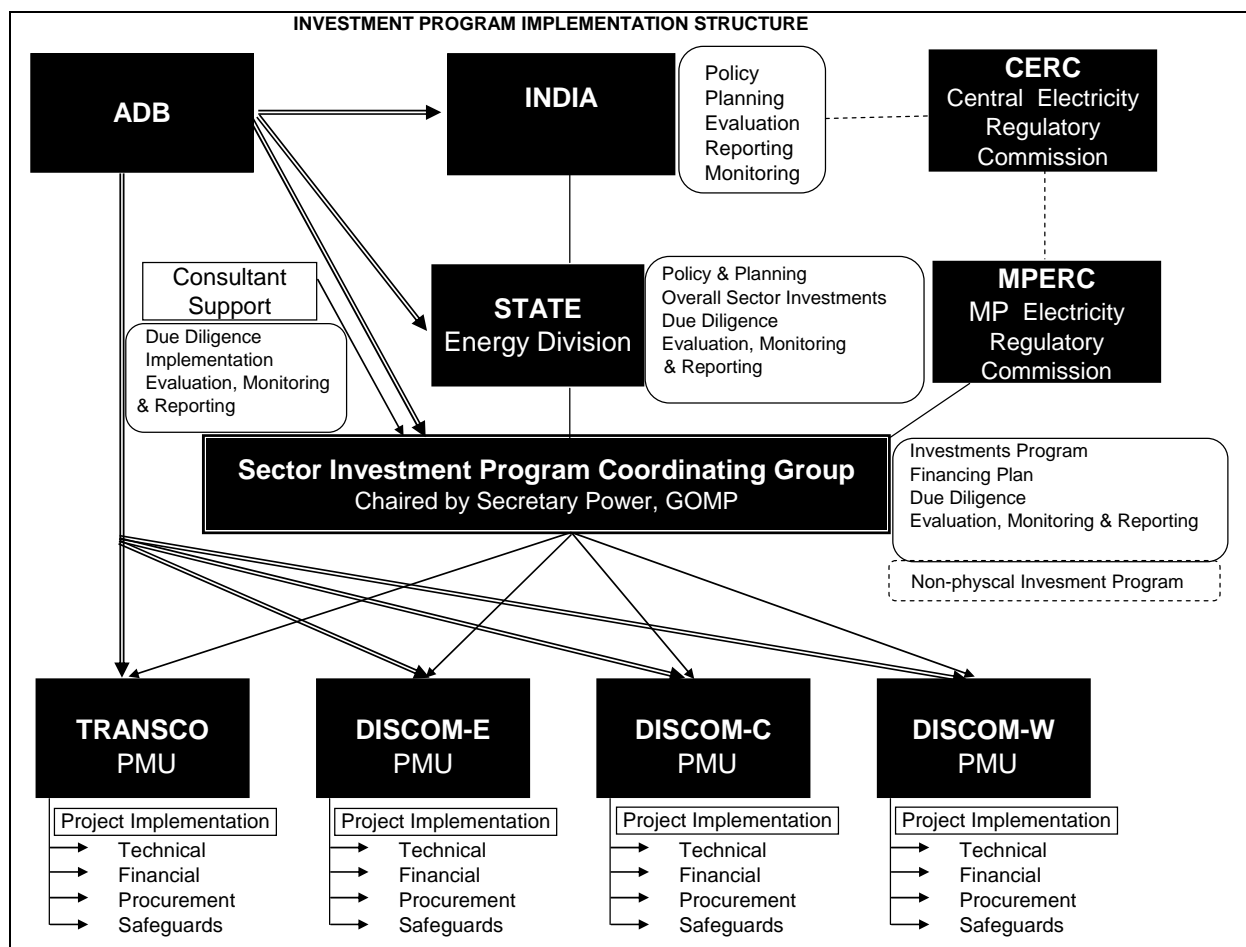 INVESTMENT PROGRAM IMPLEMENTATION STRUCTURE
ADB
INDIA
Policy
Planning
Evaluation
Reporting
Monitoring
CERC
Central Electricity
Regulatory
Commission
Consultant
Support
Due Diligence
Implementation
Evaluation, Monitoring
& Reporting
STATE
Energy Division
Policy & Planning
Overall Sector Investments
Due Diligence
Evaluation, Monitoring
& Reporting
MPERC
MP Electricity
Regulatory
Commission
Sector Investment Program Coordinating Group
Chaired by Secretary Power, GOMP
Investments Program
Financing Plan
Due Diligence
Evaluation, Monitoring & Reporting
Non-physcal Invesment Program
TRANSCO
PMU
Project Implementation
Technical
Financial
Procurement
Safeguards
DISCOM-E
PMU
Project Implementation
Technical
Financial
Procurement
Safeguards
DISCOM-C
PMU
Project Implementation
Technical
Financial
Procurement
Safeguards
DISCOM-W
PMU
Project Implementation
Technical
Financial
Procurement
Safeguards